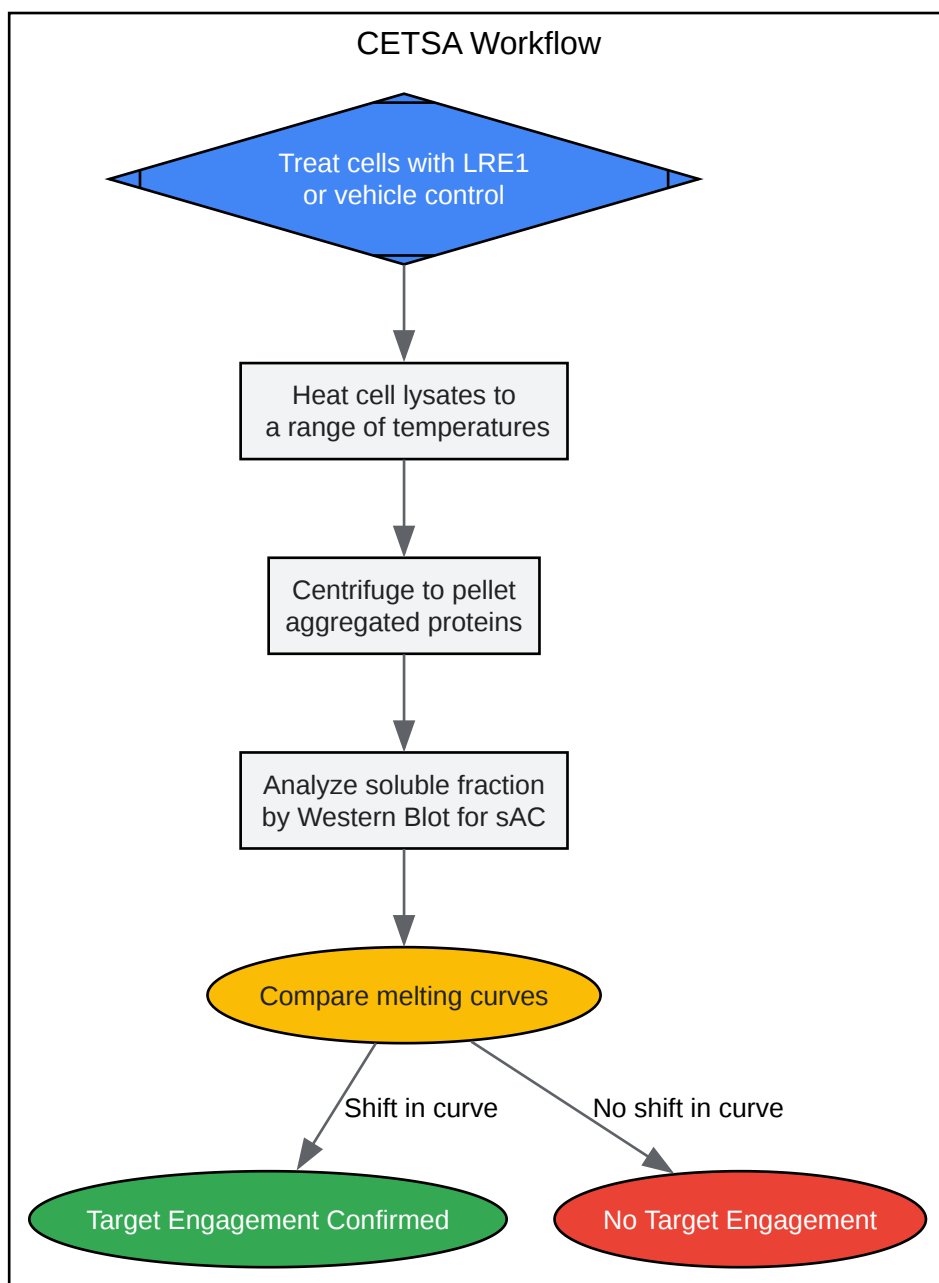 CETSA Workflow
Treat cells with LRE1
or vehicle control
Heat cell lysates to
a range of temperatures
Centrifuge to pellet
aggregated proteins
Analyze soluble fraction
by Western Blot for sAC
Compare melting curves
Shift in curve
No shift in curve
Target Engagement Confirmed
No Target Engagement